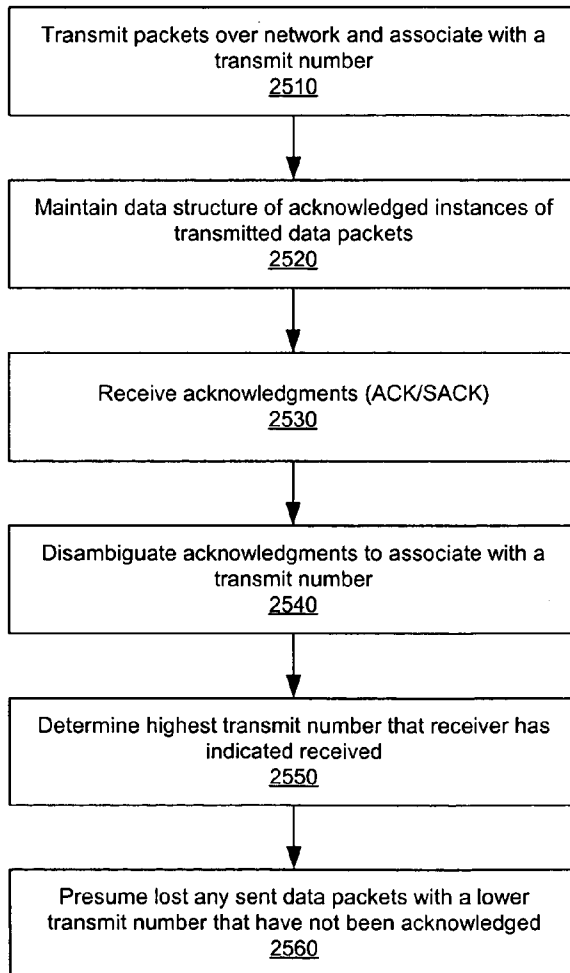 Transmit packets over network and associate with a
transmit number
2510
Maintain data structure of acknowledged instances of
transmitted data packets
2520
Receive acknowledgments (ACK/SACK)
2530
Disambiguate acknowledgments to associate with a
transmit number
2540
Determine highest transmit number that receiver has
indicated received
2550
Presume lost any sent data packets with a lower
transmit number that have not been acknowledged
2560